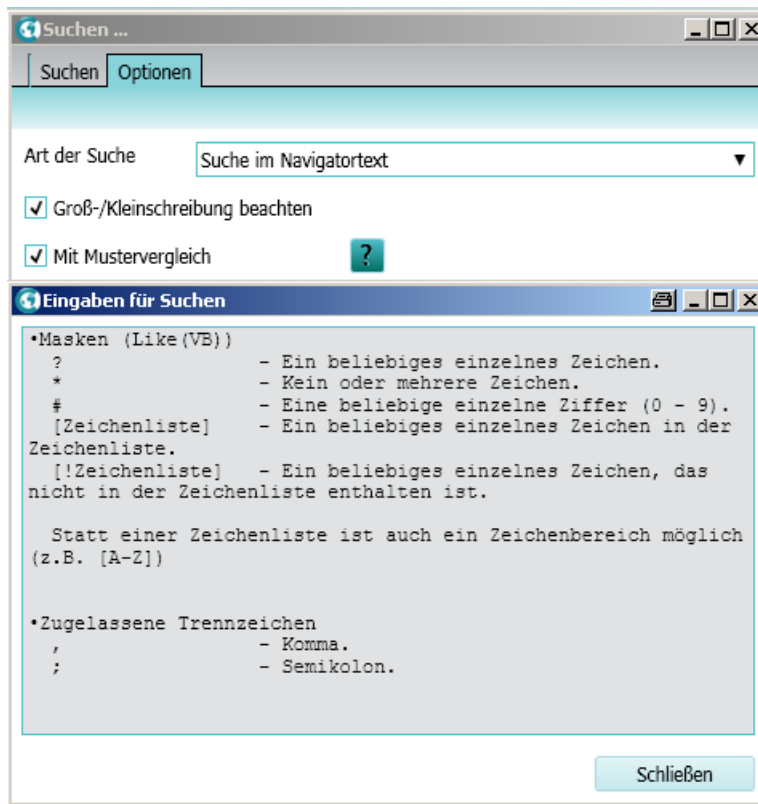 Suchen ...
Suchen Optionen
Art der Suche Suche im Navigatortext
Groß-/Kleinschreibung beachten
Mit Mustervergleich ?
Eingaben für Suchen
•Masken (Like(VB))
? - Ein beliebiges einzelnes Zeichen.
* - Kein oder mehrere Zeichen.
# - Eine beliebige einzelne Ziffer (0 - 9).
[Zeichenliste] - Ein beliebiges einzelnes Zeichen in der
Zeichenliste.
[!Zeichenliste] - Ein beliebiges einzelnes Zeichen, das
nicht in der Zeichenliste enthalten ist.
Statt einer Zeichenliste ist auch ein Zeichenbereich möglich
(z.B. [A-Z])
•Zugelassene Trennzeichen
, - Komma.
; - Semikolon.
Schließen